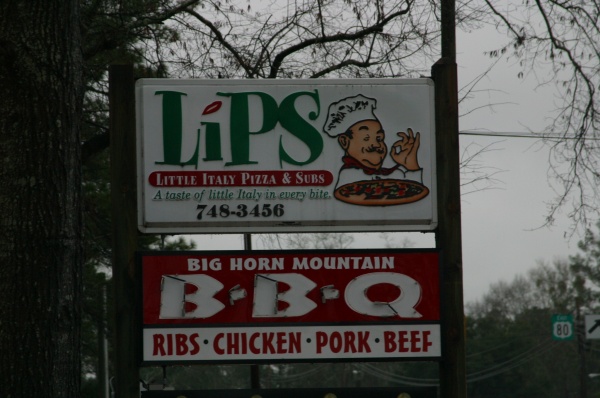 LiPS
LITTLE ITALY PIZZA & SUBS
A taste of little Italy in every bite.
748-3456
BIG HORN MOUNTAIN
B-B-Q
RIBS · CHICKEN · PORK · BEEF
80